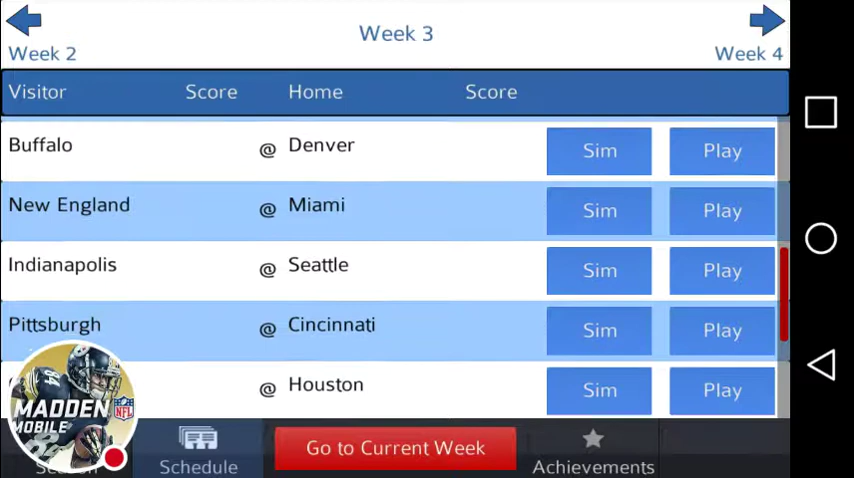 Week 3
Week 2
Week 4
Visitor Score Home Score
Buffalo @ Denver Sim Play
New England @ Miami Sim Play
Indianapolis @ Seattle Sim Play
Pittsburgh @ Cincinnati Sim Play
@ Houston Sim Play
84
MADDEN
NFL
MOBILE
84
Schedule
Go to Current Week
Achievements